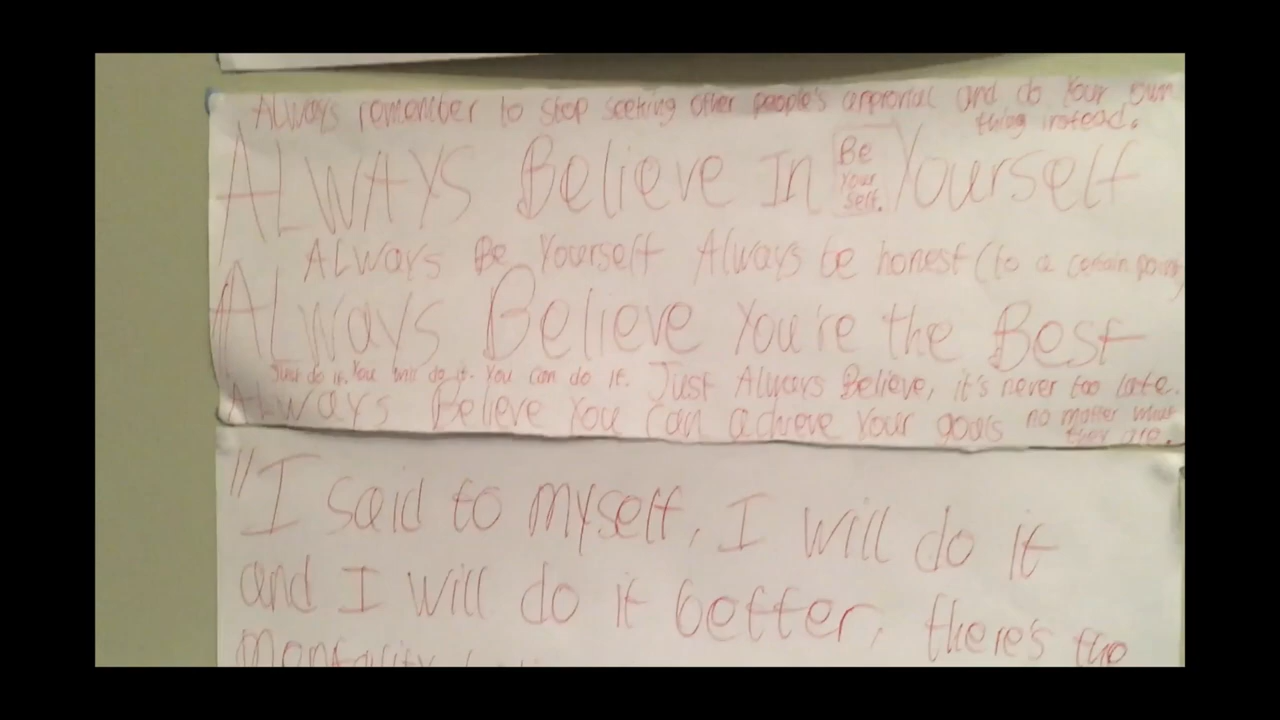 Always remember to stop seeking other people's approval and do Your own
thing instead.
ALWAYS Believe In Yourself
Be
Your
self.
Always Be Yourself Always be honest (to a certain point
Always Believe You're the Best
Just do it. You will do it. You can do it. Just Always Believe, it's never too late.
Always Believe You Can achieve Your goals no matter what
they are.
"I said to myself, I will do it
and I will do it better, there's the
mentality